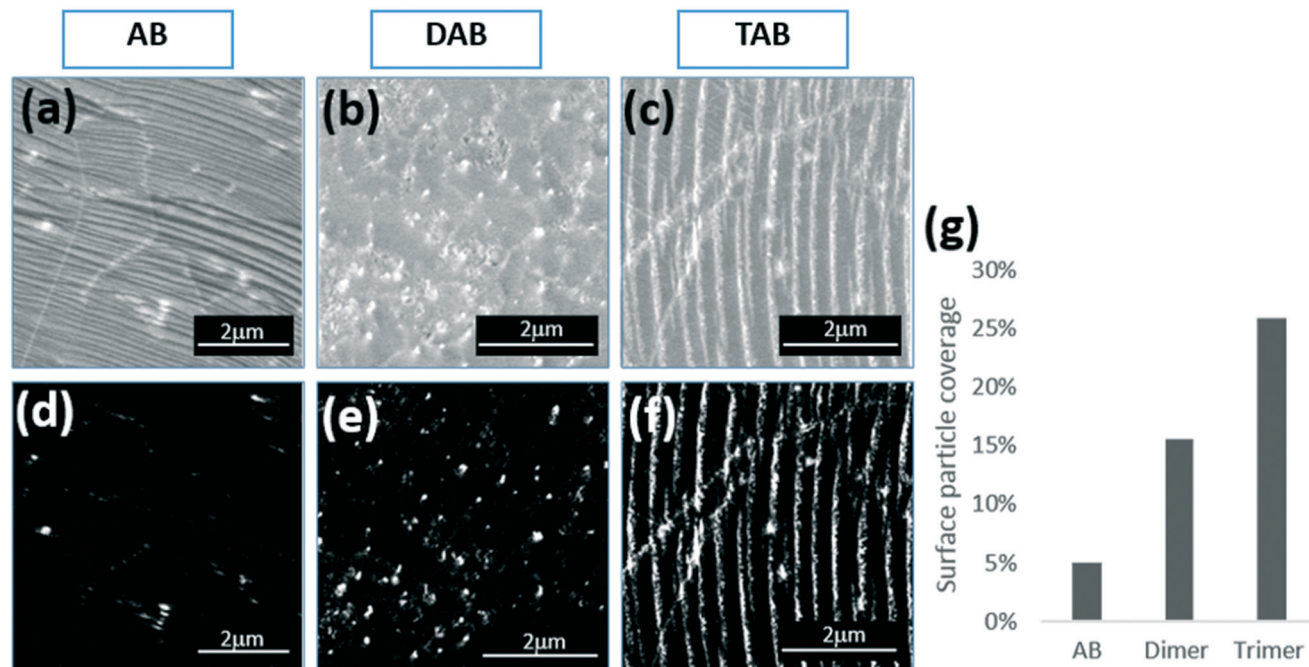 AB
DAB
TAB
(a)
(b)
(c)
2μm
2μm
2μm
(d)
(e)
(f)
2μm
2μm
2μm
(g)
Surface particle coverage
30%
25%
20%
15%
10%
5%
0%
AB
Dimer
Trimer